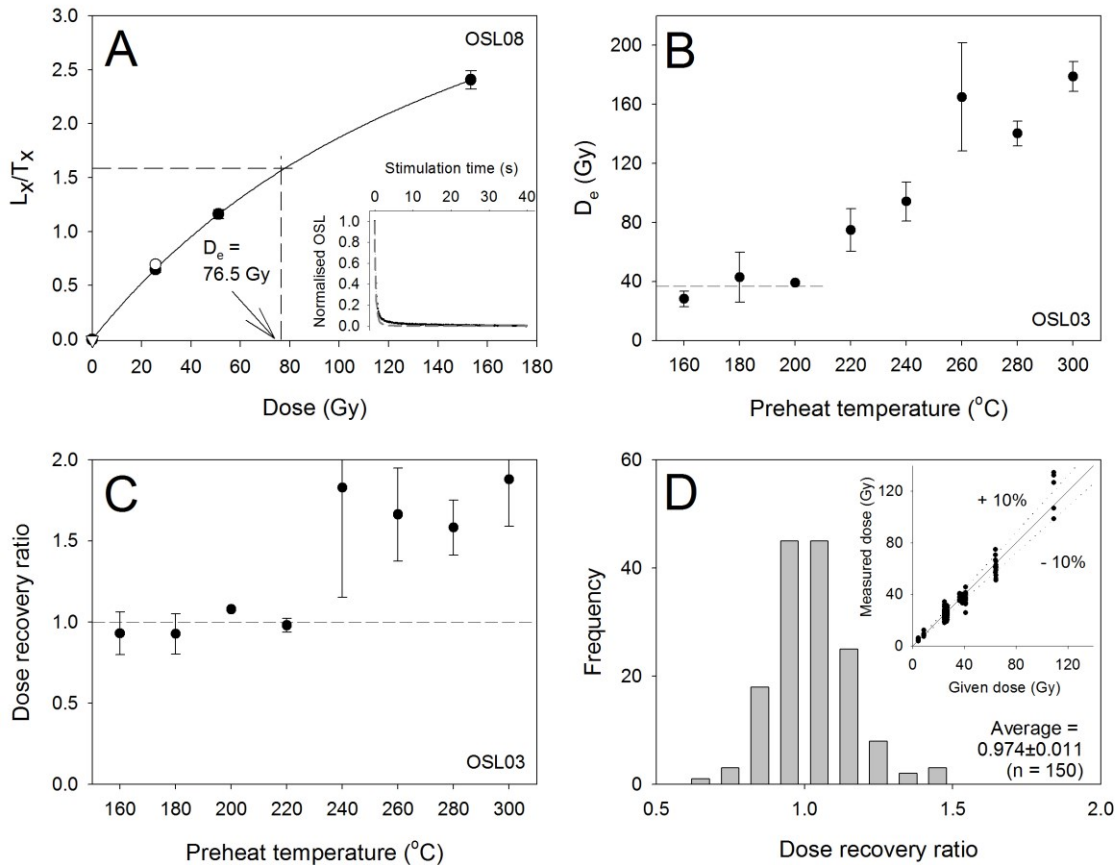 A
OSL08
3.0
2.5
2.0
1.5
1.0
0.5
0.0
Lx/Tx
0 20 40 60 80 100 120 140 160 180
Dose (Gy)
De =
76.5 Gy
Stimulation time (s)
0 10 20 30 40
1.0
0.8
0.6
0.4
0.2
0.0
Normalised OSL
B
200
160
120
80
40
0
De (Gy)
160 180 200 220 240 260 280 300
Preheat temperature (oC)
OSL03
C
2.0
1.5
1.0
0.5
0.0
Dose recovery ratio
160 180 200 220 240 260 280 300
Preheat temperature (oC)
OSL03
D
60
40
20
0
Frequency
0.5 1.0 1.5 2.0
Dose recovery ratio
120
80
40
0
Measured dose (Gy)
+ 10%
- 10%
0 40 80 120
Given dose (Gy)
Average =
0.974±0.011
(n = 150)